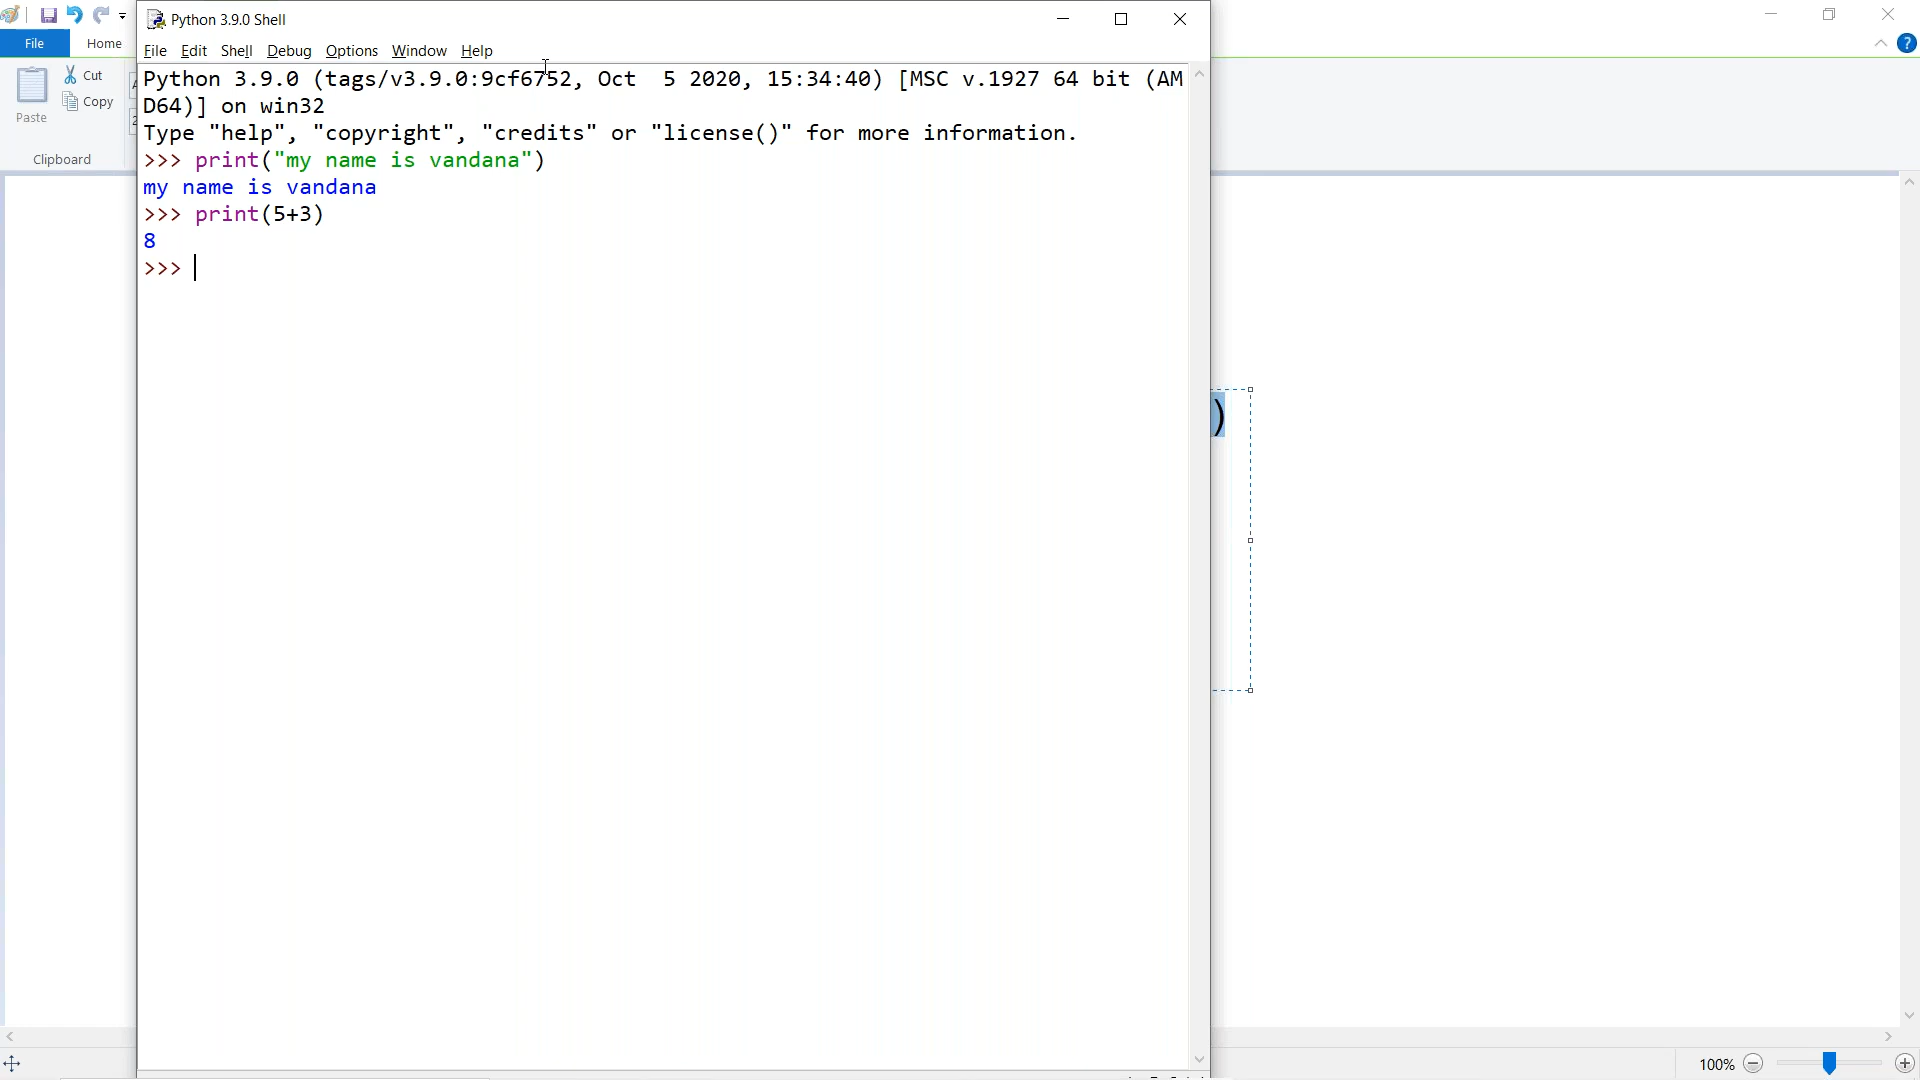 Python 3.9.0 Shell
File Edit Shell Debug Options Window Help
Python 3.9.0 (tags/v3.9.0:9cf6752, Oct  5 2020, 15:34:40) [MSC v.1927 64 bit (AM
D64)] on win32
Type "help", "copyright", "credits" or "license()" for more information.
>>> print("my name is vandana")
my name is vandana
>>> print(5+3)
8
>>>
File Home
Cut
Copy
Paste
Clipboard
)
100%